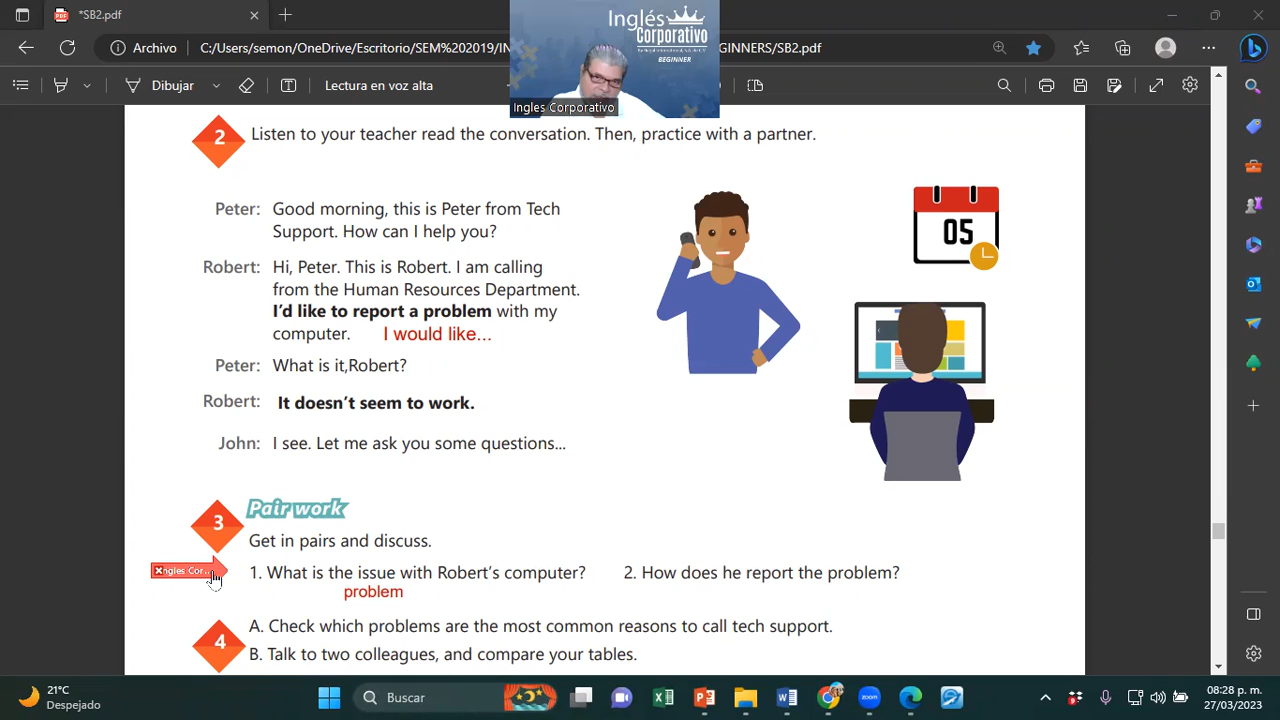 *SB2.pdf
Archivo
C:/Users/semon/OneDrive/Escritorio/SEM%202019/IN
GINNERS/SB2.pdf
Dibujar
Lectura en voz alta
Inglés
Corporativo
BEGINNER
Ingles Corporativo
2
Listen to your teacher read the conversation. Then, practice with a partner.
Peter: Good morning, this is Peter from Tech
Support. How can I help you?
Robert: Hi, Peter. This is Robert. I am calling
from the Human Resources Department.
I'd like to report a problem with my
computer. I would like...
Peter: What is it,Robert?
Robert: It doesn't seem to work.
John: I see. Let me ask you some questions...
05
3
Pair work
Get in pairs and discuss.
Ingles Cor...
1. What is the issue with Robert's computer? 2. How does he report the problem?
problem
4
A. Check which problems are the most common reasons to call tech support.
B. Talk to two colleagues, and compare your tables.
21°C
Despejado
Buscar
08:28 p. m.
27/03/2023